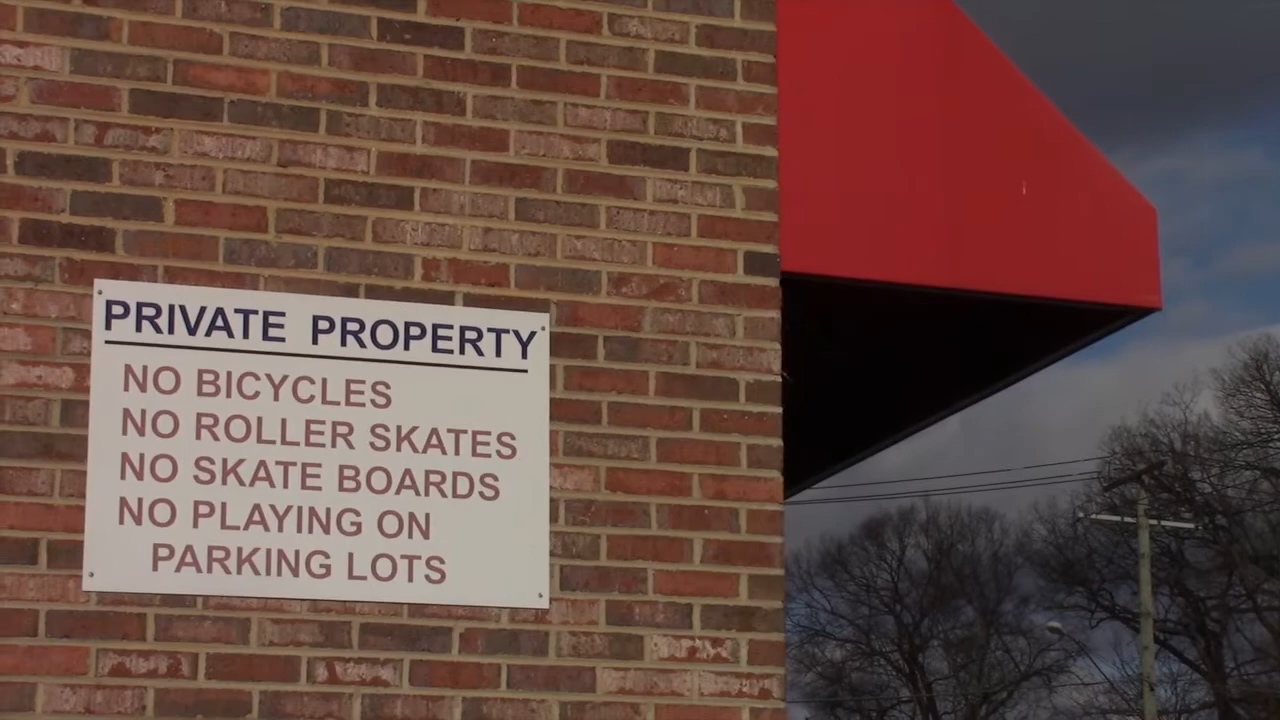 PRIVATE PROPERTY
NO BICYCLES
NO ROLLER SKATES
NO SKATE BOARDS
NO PLAYING ON
PARKING LOTS